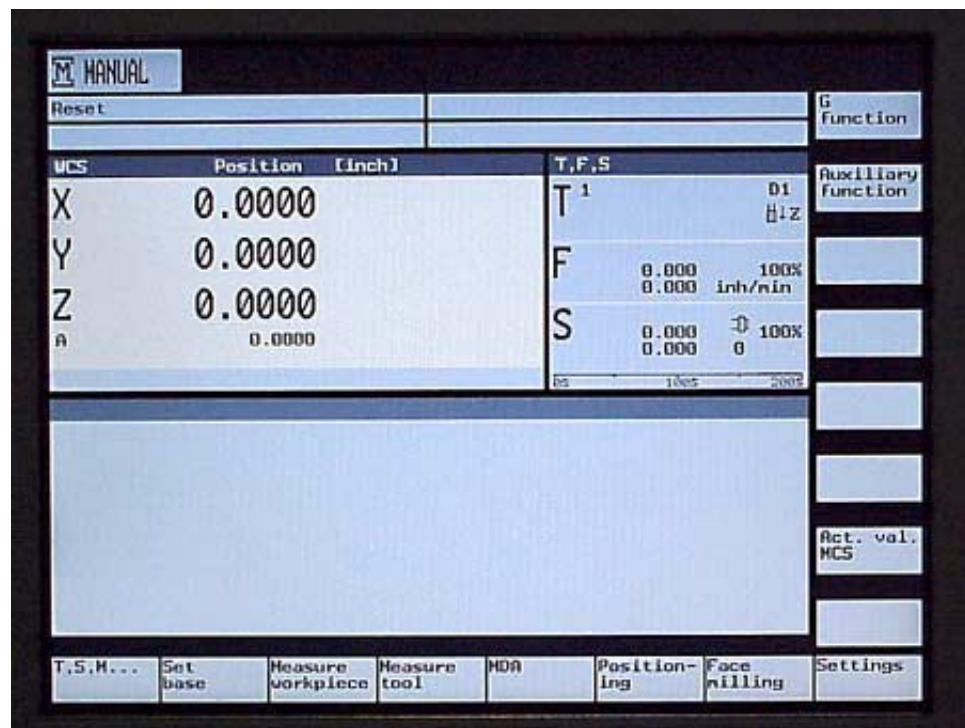 M MANUAL
Reset
G function
WCS Position [inch] T,F,S
Auxiliary function
X 0.0000 T 1 D1
Z
Y 0.0000
F 0.000 100%
0.000 inh/min
Z 0.0000
S 0.000 100%
0.000 0
A 0.0000
Act. val. MCS
T,S,M... Set base Measure workpiece Measure tool MDA Position-ing Face milling Settings